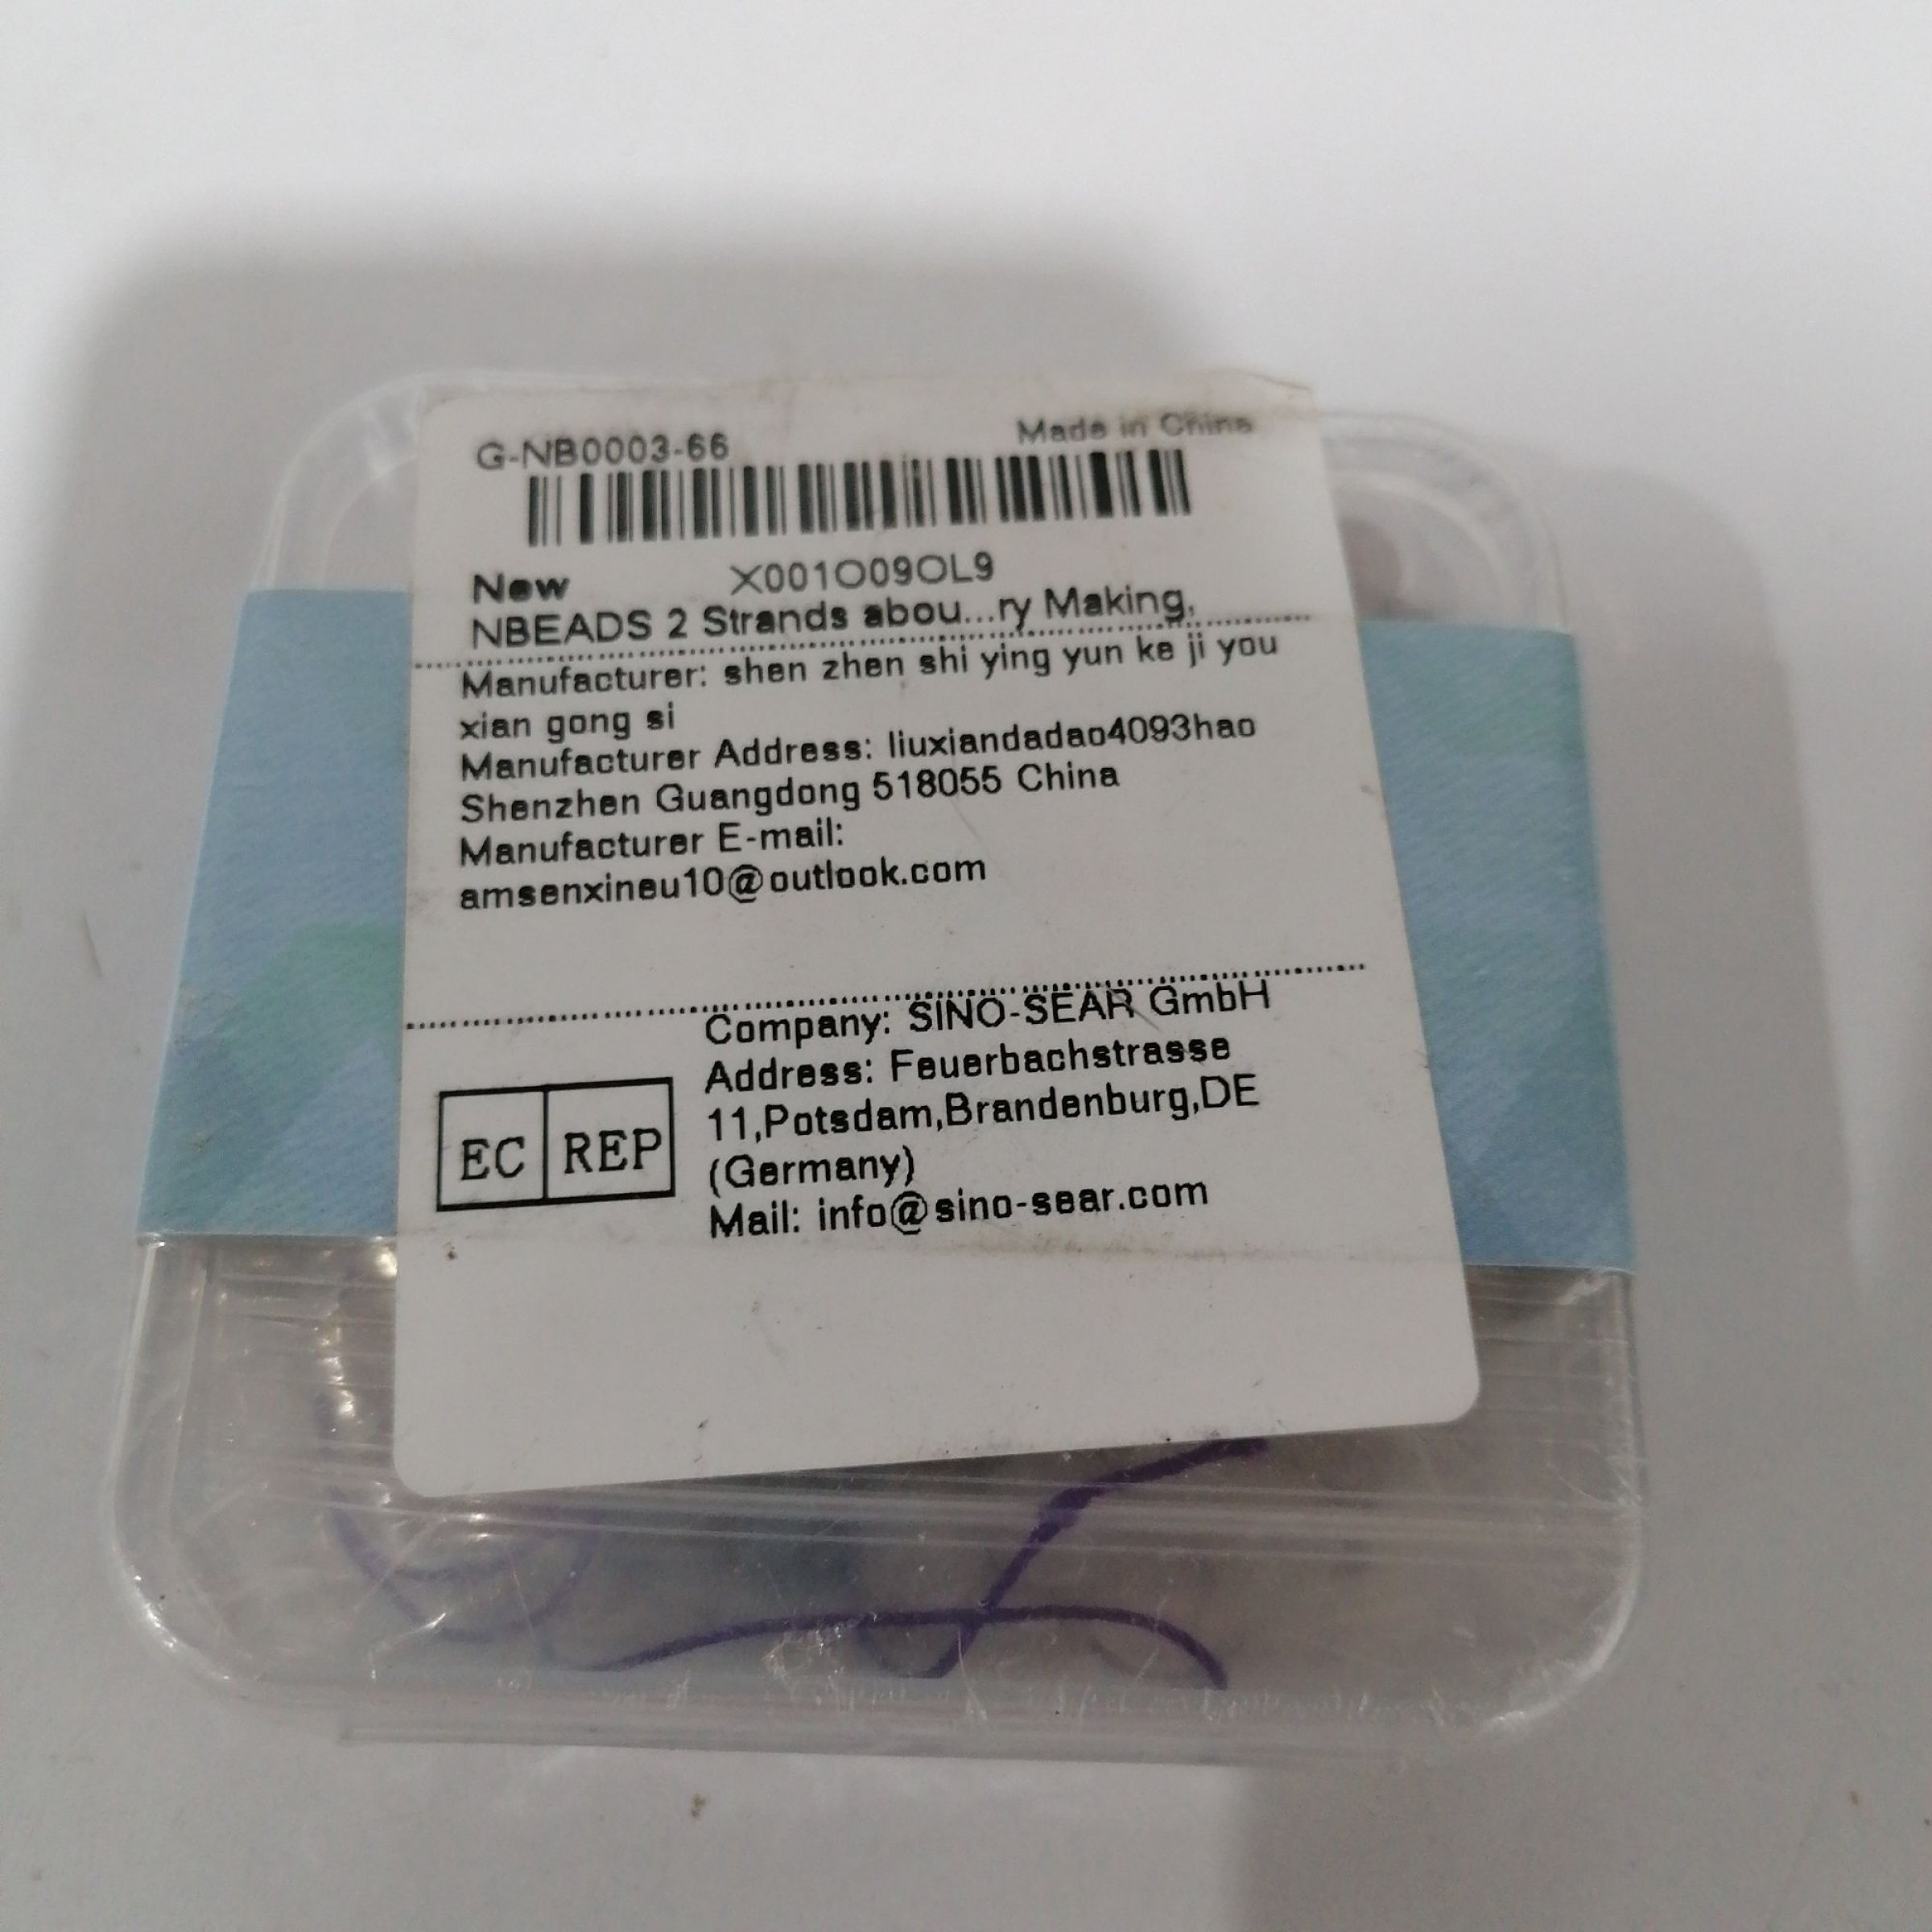 G-NB0003-66
Made in China
New X001O09OL9
NBEADS 2 Strands abou...ry Making,
Manufacturer: shen zhen shi ying yun ke ji you
xian gong si
Manufacturer Address: liuxiandadao4093hao
Shenzhen Guangdong 518055 China
Manufacturer E-mail:
amsenxineu10@outlook.com
Company: SINO-SEAR GmbH
Address: Feuerbachstrasse
11,Potsdam,Brandenburg,DE
(Germany)
Mail: info@sino-sear.com
EC REP